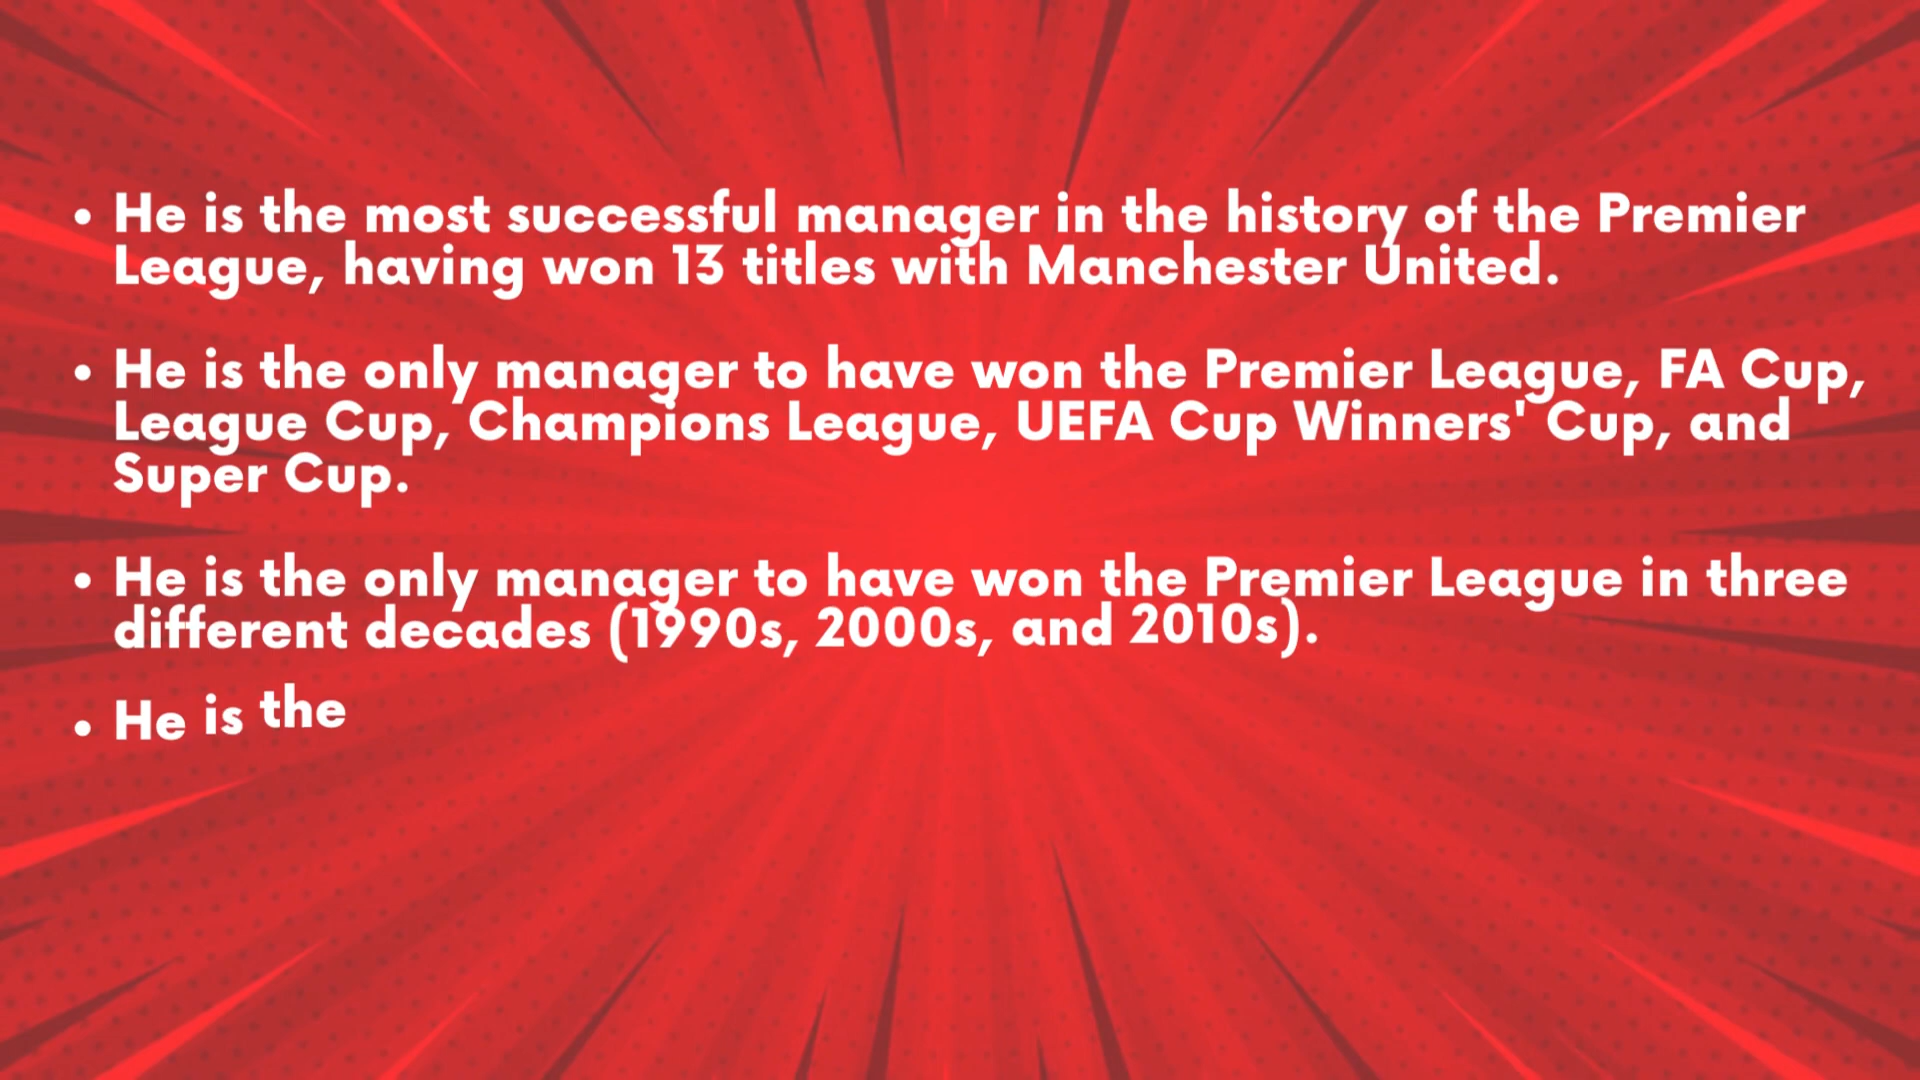 • He is the most successful manager in the history of the Premier
League, having won 13 titles with Manchester United.
• He is the only manager to have won the Premier League, FA Cup,
League Cup, Champions League, UEFA Cup Winners' Cup, and
Super Cup.
• He is the only manager to have won the Premier League in three
different decades (1990s, 2000s, and 2010s).
• He is the